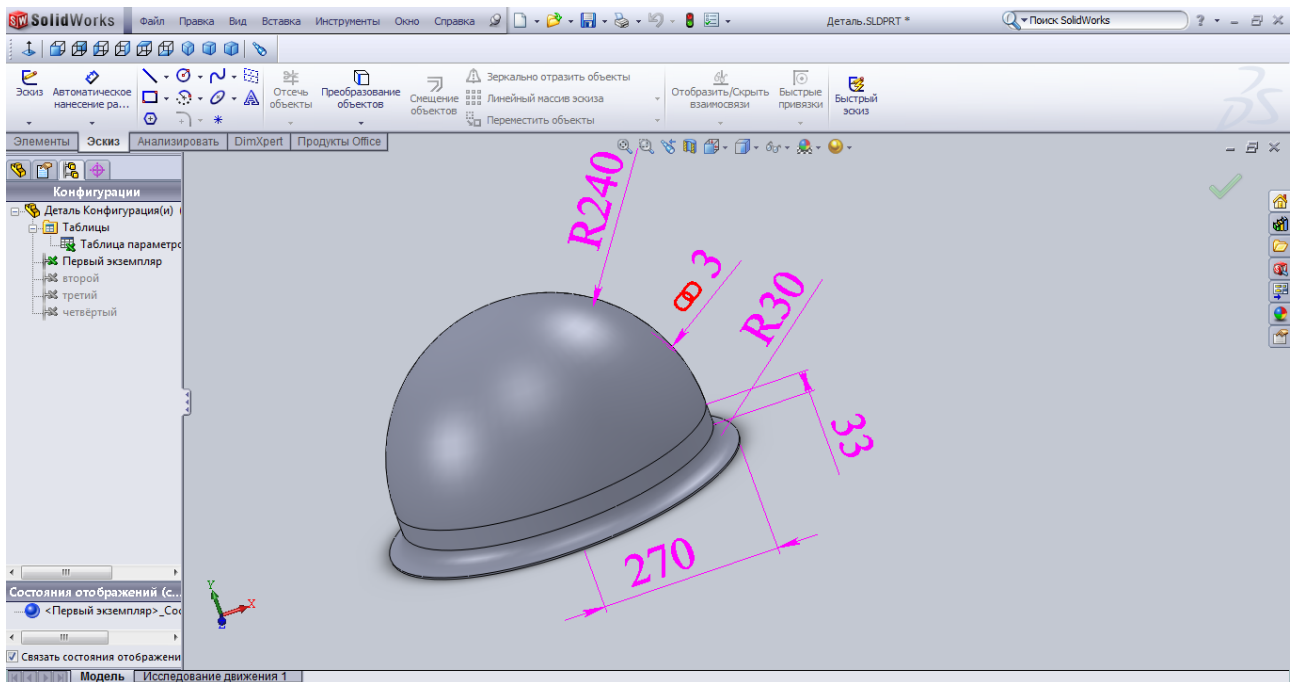 SolidWorks Файл Правка Вид Вставка Инструменты Окно Справка Деталь.SLDPRT * Поиск SolidWorks ?
Эскиз Автоматическое нанесение ра... Отсечь объекты Преобразование объектов Смещение объектов
Зеркально отразить объекты
Линейный массив эскиза
Переместить объекты
Отобразить/Скрыть взаимосвязи Быстрые привязки Быстрый эскиз
Элементы Эскиз Анализировать DimXpert Продукты Office
Конфигурации
Деталь Конфигурация(и)
Таблицы
Таблица параметро
Первый экземпляр
второй
третий
четвёртый
R240
3
R30
33
270
Y
X
Z
Состояния отображений (с...
<Первый экземпляр>_Сос
Связать состояния отображени
Модель Исследование движения 1